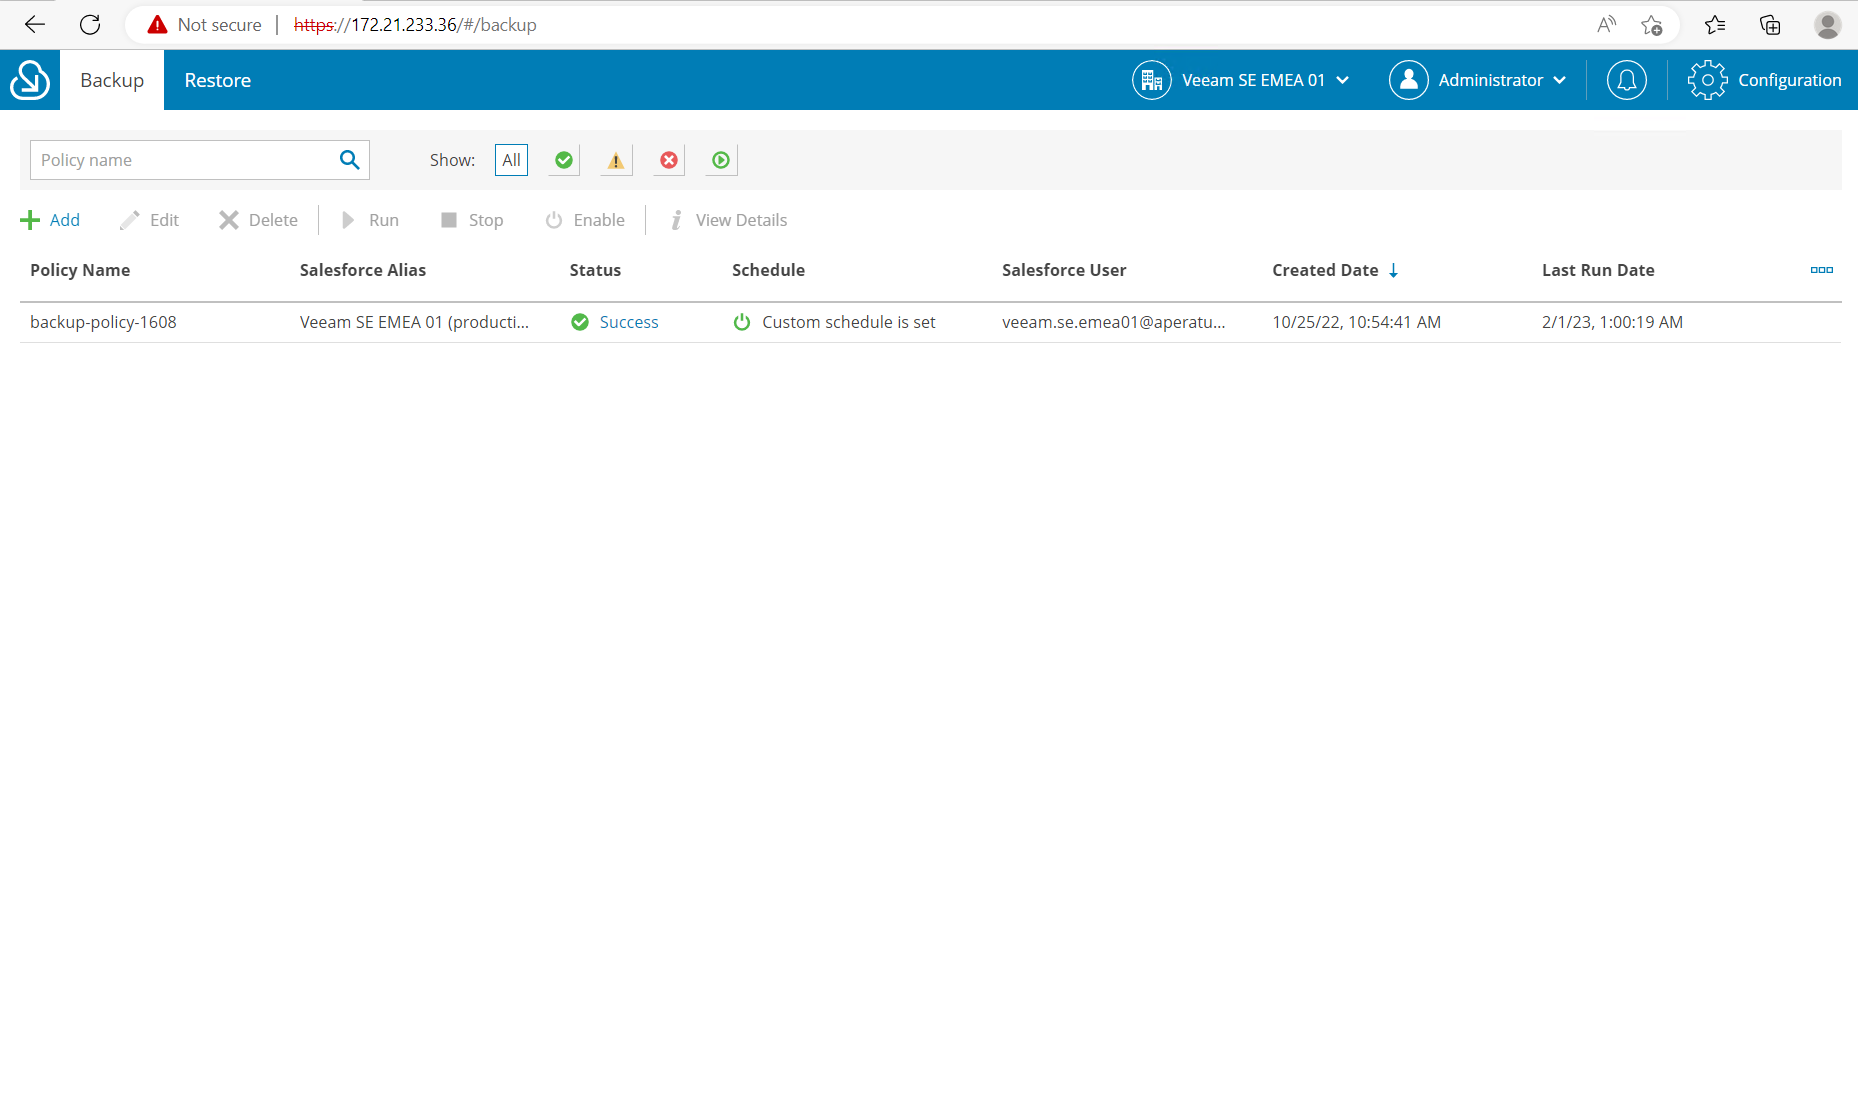 Not secure | https://172.21.233.36/#/backup
Backup Restore Veeam SE EMEA 01 Administrator Configuration
Policy name Show: All
Add Edit Delete Run Stop Enable View Details
Policy Name Salesforce Alias Status Schedule Salesforce User Created Date Last Run Date
backup-policy-1608 Veeam SE EMEA 01 (producti... Success Custom schedule is set veeam.se.emea01@aperatu... 10/25/22, 10:54:41 AM 2/1/23, 1:00:19 AM